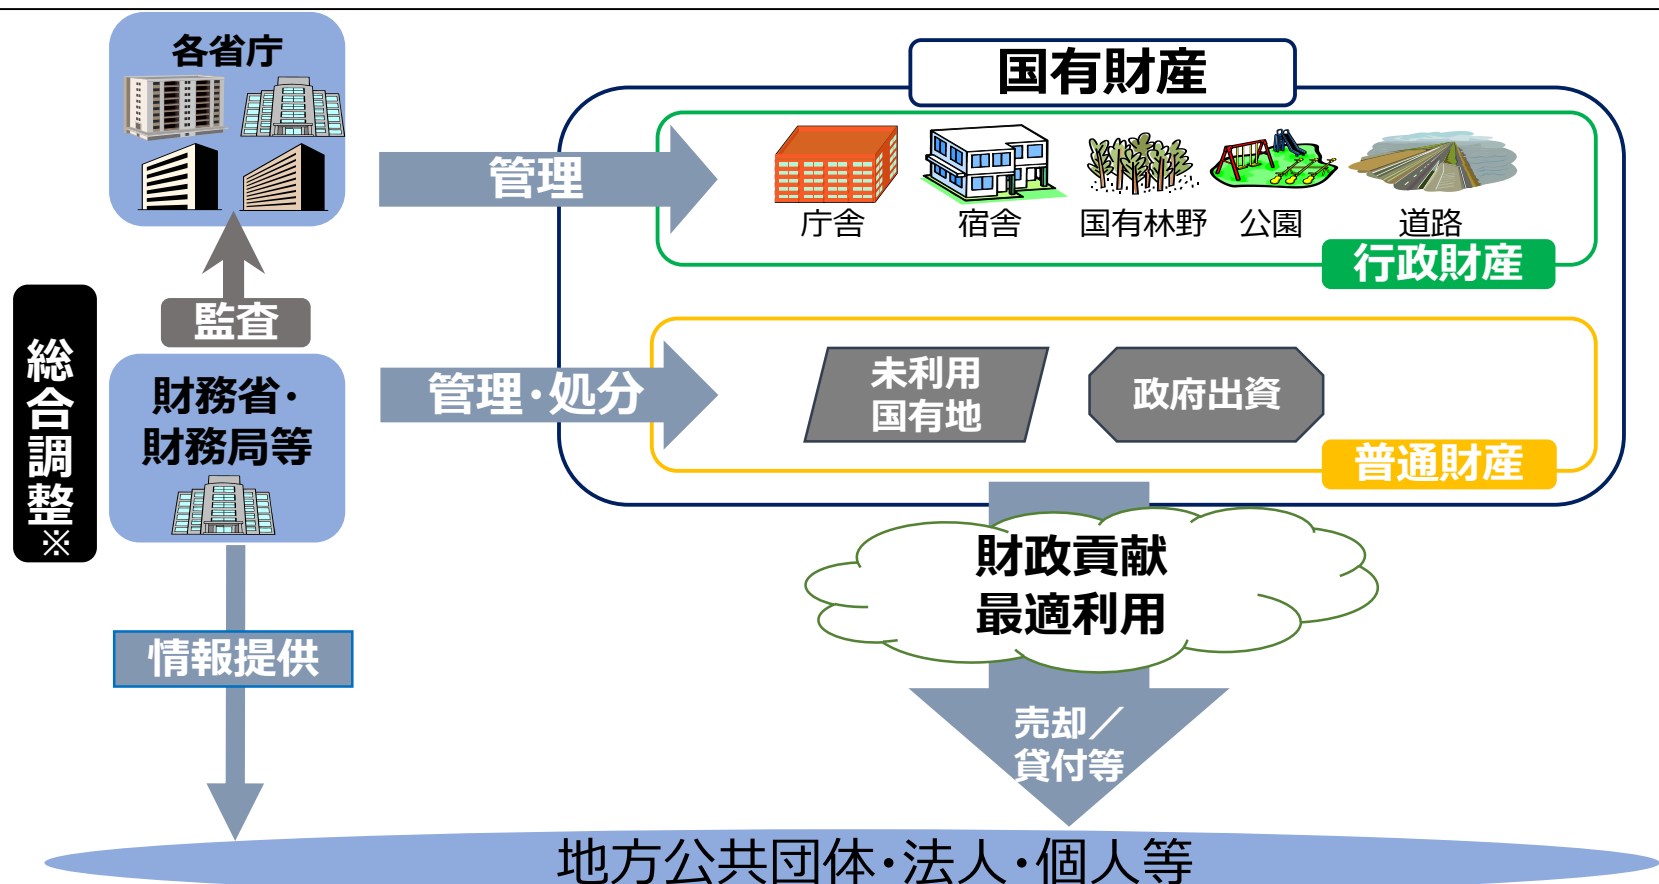 各省庁
国有財産
管理
庁舎
宿舎
国有林野
公園
道路
行政財産
監査
総合調整※
財務省・
財務局等
管理・処分
未利用
国有地
政府出資
普通財産
財政貢献
最適利用
情報提供
売却／
貸付等
地方公共団体・法人・個人等